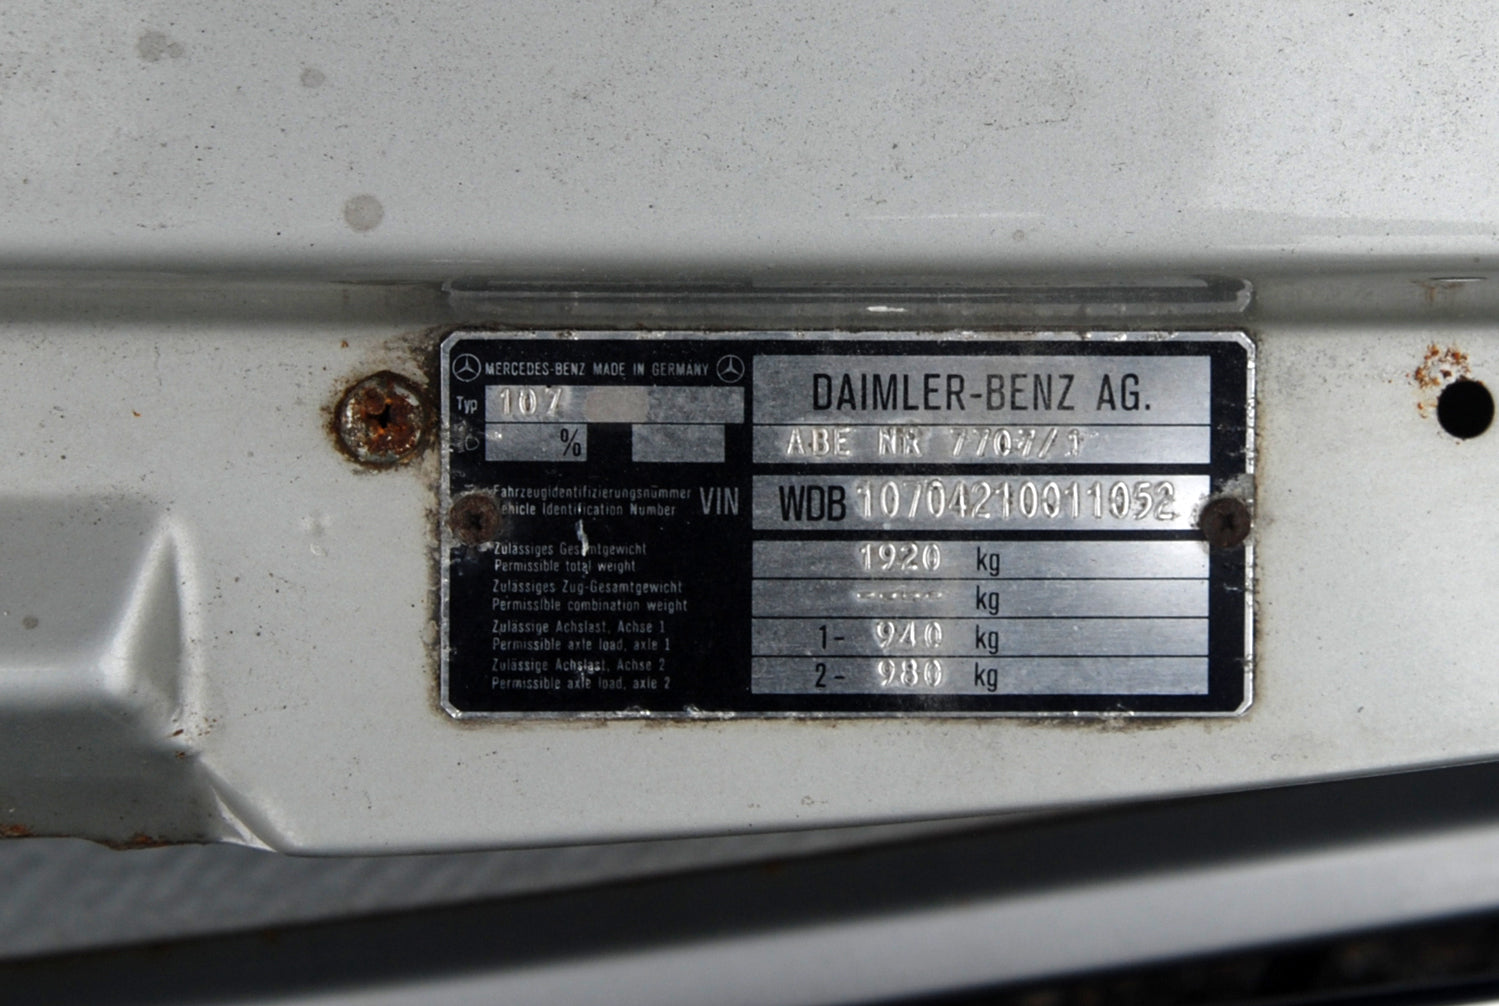 MERCEDES-BENZ MADE IN GERMANY
Typ 107
%
DAIMLER-BENZ AG.
ABE NR 7707/1
Fahrzeugidentifizierungsnummer
Vehicle Identification Number
VIN
WDB 10704210011052
Zulässiges Gesamtgewicht
Permissible total weight
1920 kg
Zulässiges Zug-Gesamtgewicht
Permissible combination weight
----- kg
Zulässige Achslast, Achse 1
Permissible axle load, axle 1
1- 940 kg
Zulässige Achslast, Achse 2
Permissible axle load, axle 2
2- 980 kg